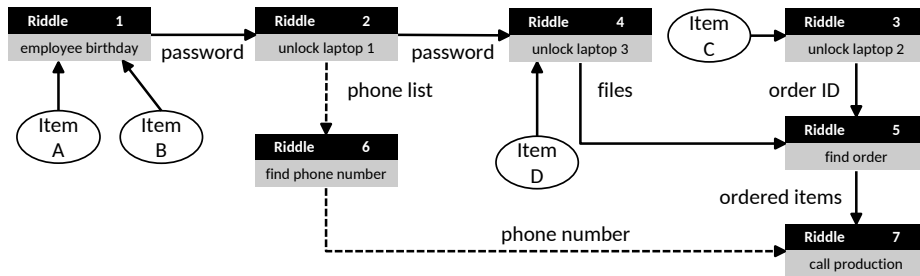 Riddle 1
employee birthday
password
Riddle 2
unlock laptop 1
password
Riddle 4
unlock laptop 3
Item
C
Riddle 3
unlock laptop 2
phone list
files
order ID
Item
A
Item
B
Riddle 6
find phone number
Item
D
Riddle 5
find order
ordered items
phone number
Riddle 7
call production